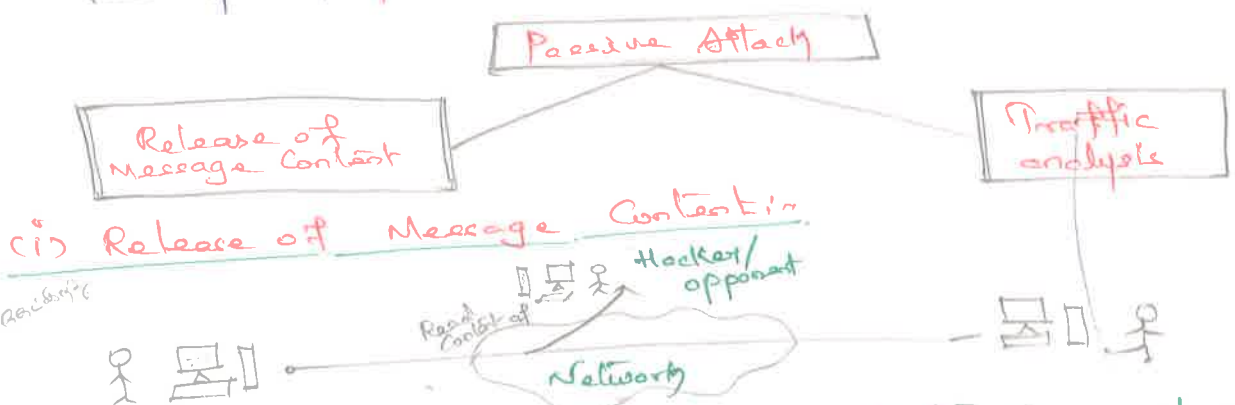 Passive Attack
Release of
Message Content
Traffic
analysis
(i) Release of Message Content:-
Hacker/
opponent
Read
Content of
Network